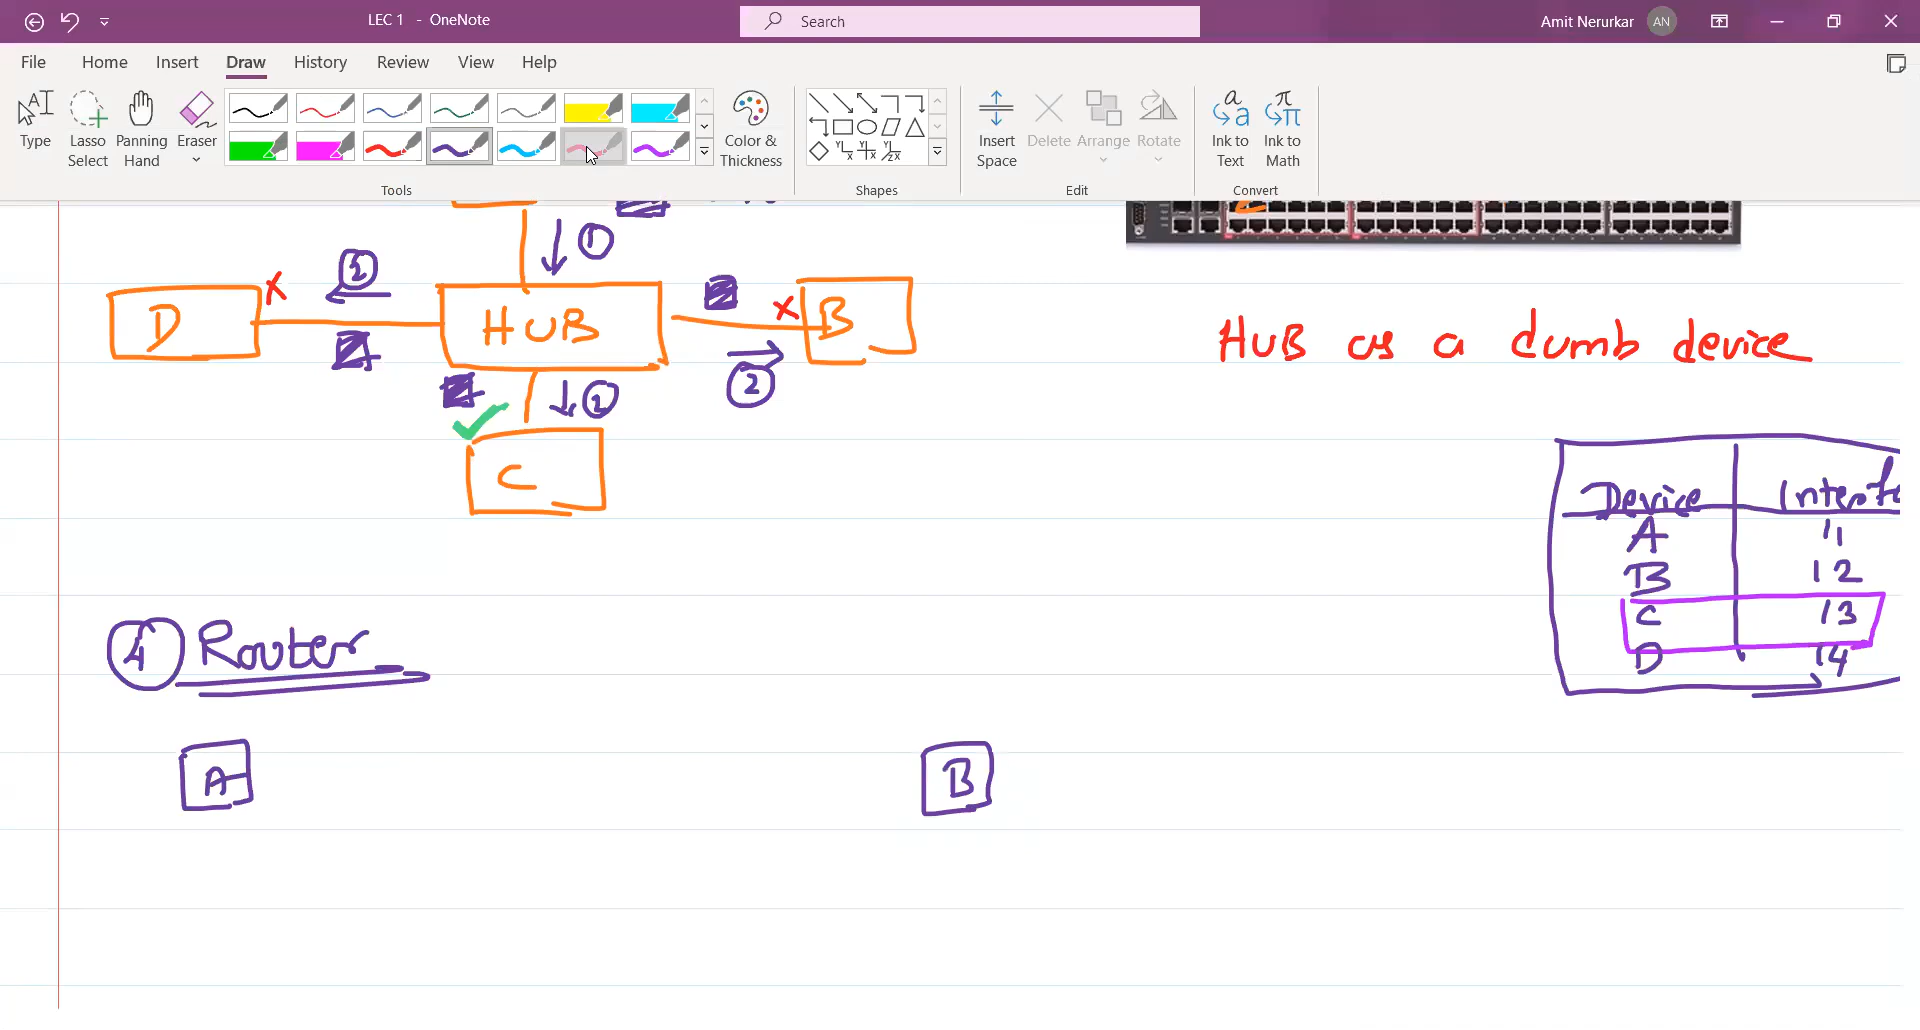 LEC 1 - OneNote
Search
Amit Nerurkar
AN
File Home Insert Draw History Review View Help
Type
Lasso Select
Panning Hand
Eraser
Color & Thickness
Insert Space
Delete
Arrange
Rotate
Ink to Text
Ink to Math
Tools
Shapes
Edit
Convert
1
2
X
D
HUB
X
B
2
2
C
HUB as a dumb device
Device Interfa
A 11
B 12
C 13
D 14
4 Router
A
B